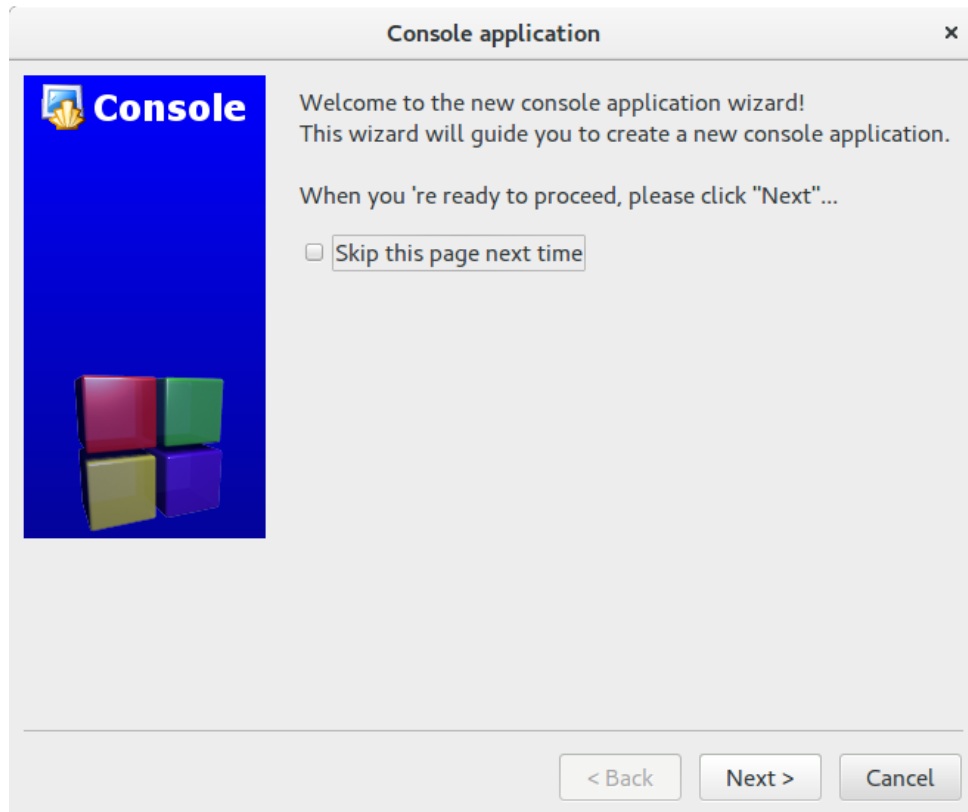 Console application
×
Console
Welcome to the new console application wizard!
This wizard will guide you to create a new console application.
When you 're ready to proceed, please click "Next"...
Skip this page next time
< Back
Next >
Cancel